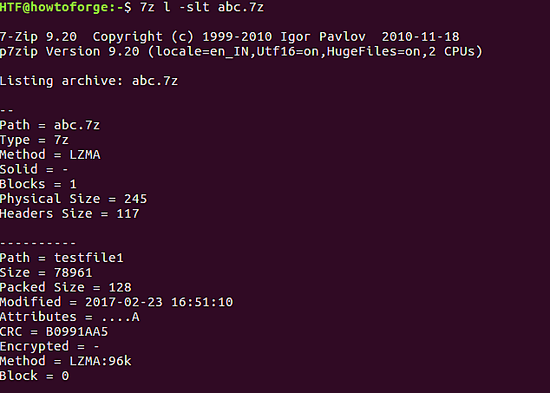 HTF@howtoforge:~$ 7z l -slt abc.7z
7-Zip 9.20  Copyright (c) 1999-2010 Igor Pavlov  2010-11-18
p7zip Version 9.20 (locale=en_IN,Utf16=on,HugeFiles=on,2 CPUs)
Listing archive: abc.7z
--
Path = abc.7z
Type = 7z
Method = LZMA
Solid = -
Blocks = 1
Physical Size = 245
Headers Size = 117
----------
Path = testfile1
Size = 78961
Packed Size = 128
Modified = 2017-02-23 16:51:10
Attributes = ....A
CRC = B0991AA5
Encrypted = -
Method = LZMA:96k
Block = 0